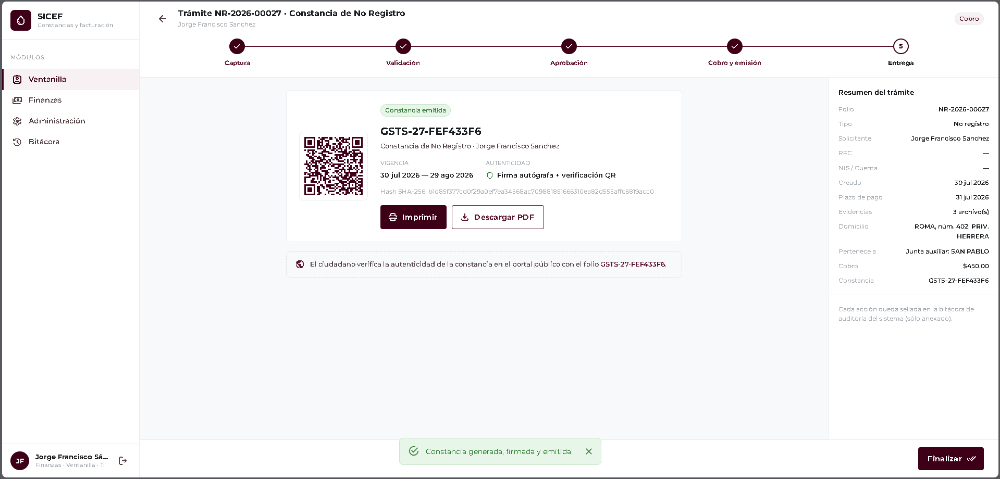 SICEF
Constancias y facturación
MÓDULOS
Ventanilla
Finanzas
Administración
Bitácora
Jorge Francisco Sá...
Finanzas · Ventanilla · Ti
JF
Trámite NR-2026-00027 · Constancia de No Registro
Jorge Francisco Sanchez
Cobro
Captura
Validación
Aprobación
Cobro y emisión
5
Entrega
Constancia emitida
GSTS-27-FEF433F6
Constancia de No Registro · Jorge Francisco Sanchez
VIGENCIA
AUTENTICIDAD
30 jul 2026 — 29 ago 2026
Firma autógrafa + verificación QR
Hash SHA-256: b1d85f377cd0f29a0ef7ea34568ac709881851666310ea82d555affc6819acc0
Imprimir
Descargar PDF
El ciudadano verifica la autenticidad de la constancia en el portal público con el folio GSTS-27-FEF433F6.
Resumen del trámite
Folio NR-2026-00027
Tipo No registro
Solicitante Jorge Francisco Sanchez
RFC —
NIS / Cuenta —
Creado 30 jul 2026
Plazo de pago 31 jul 2026
Evidencias 3 archivo(s)
Domicilio ROMA, núm. 402, PRIV.
HERRERA
Pertenece a Junta auxiliar: SAN PABLO
Cobro $450.00
Constancia GSTS-27-FEF433F6
Cada acción queda sellada en la bitácora de
auditoría del sistema (sólo anexado).
Constancia generada, firmada y emitida.
Finalizar